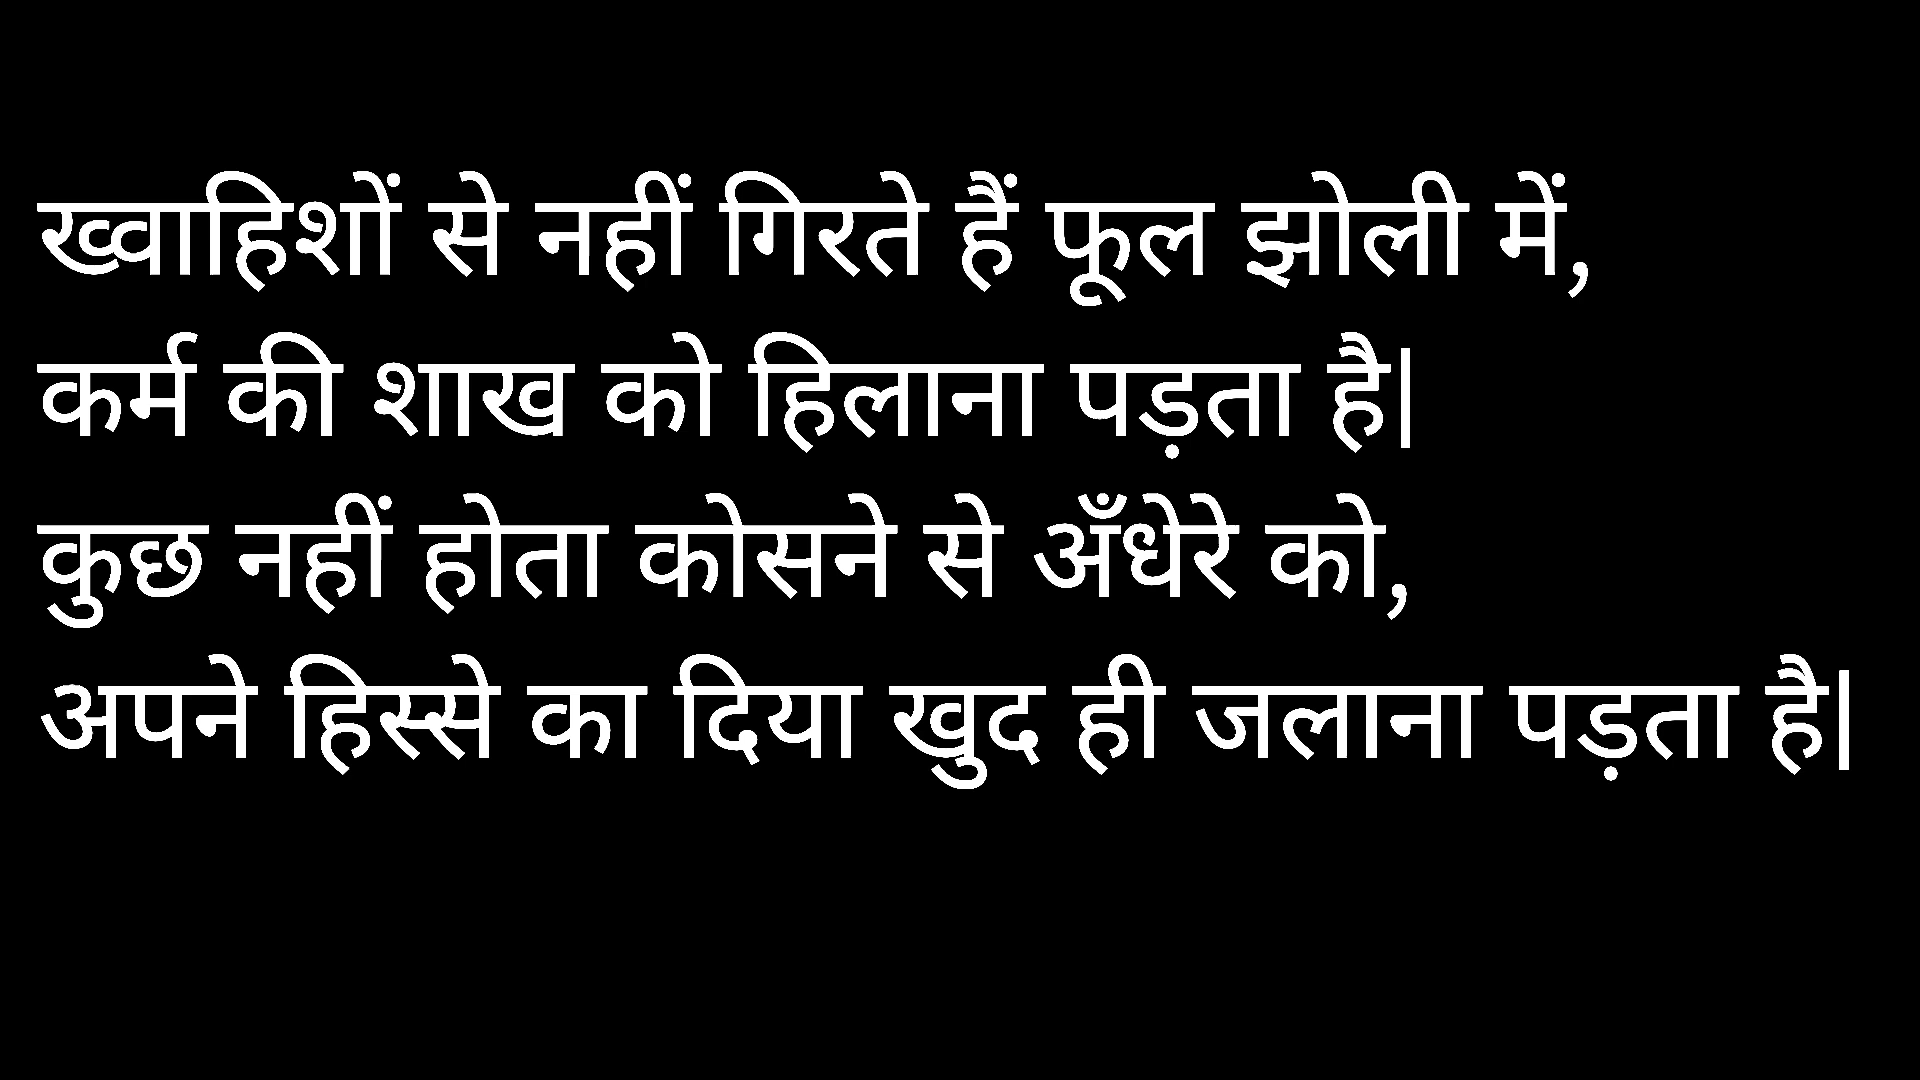 ख्वाहिशों से नहीं गिरते हैं फूल झोली में,
कर्म की शाख को हिलाना पड़ता है|
कुछ नहीं होता कोसने से अँधेरे को,
अपने हिस्से का दिया खुद ही जलाना पड़ता है|